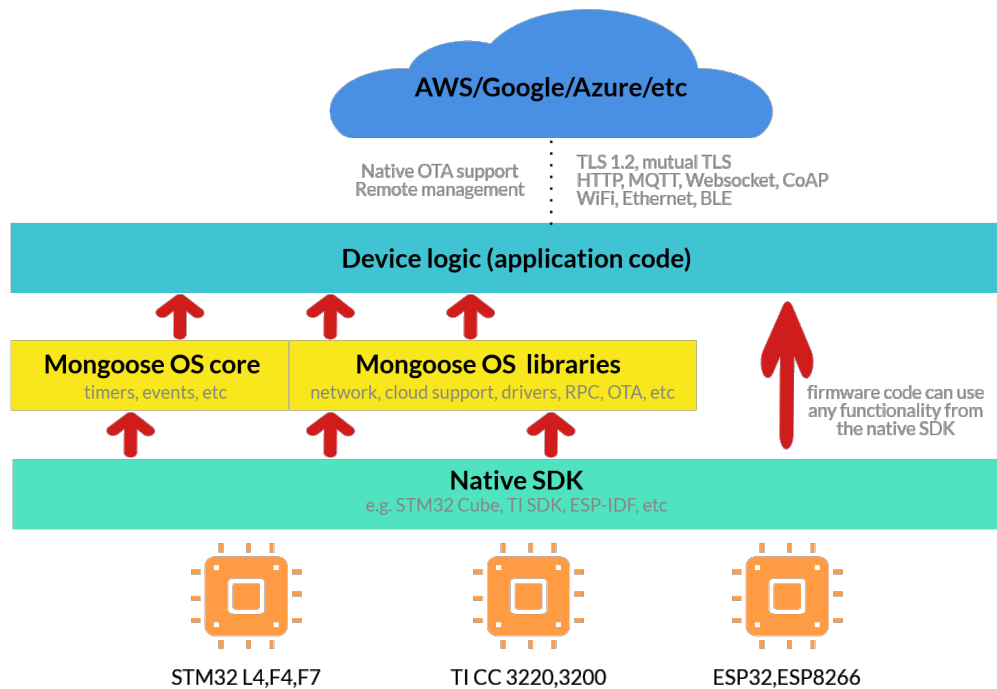 AWS/Google/Azure/etc
Native OTA support
Remote management
TLS 1.2, mutual TLS
HTTP, MQTT, Websocket, CoAP
WiFi, Ethernet, BLE
Device logic (application code)
Mongoose OS core
timers, events, etc
Mongoose OS libraries
network, cloud support, drivers, RPC, OTA, etc
firmware code can use
any functionality from
the native SDK
Native SDK
e.g. STM32 Cube, TI SDK, ESP-IDF, etc
STM32 L4,F4,F7
TI CC 3220,3200
ESP32,ESP8266